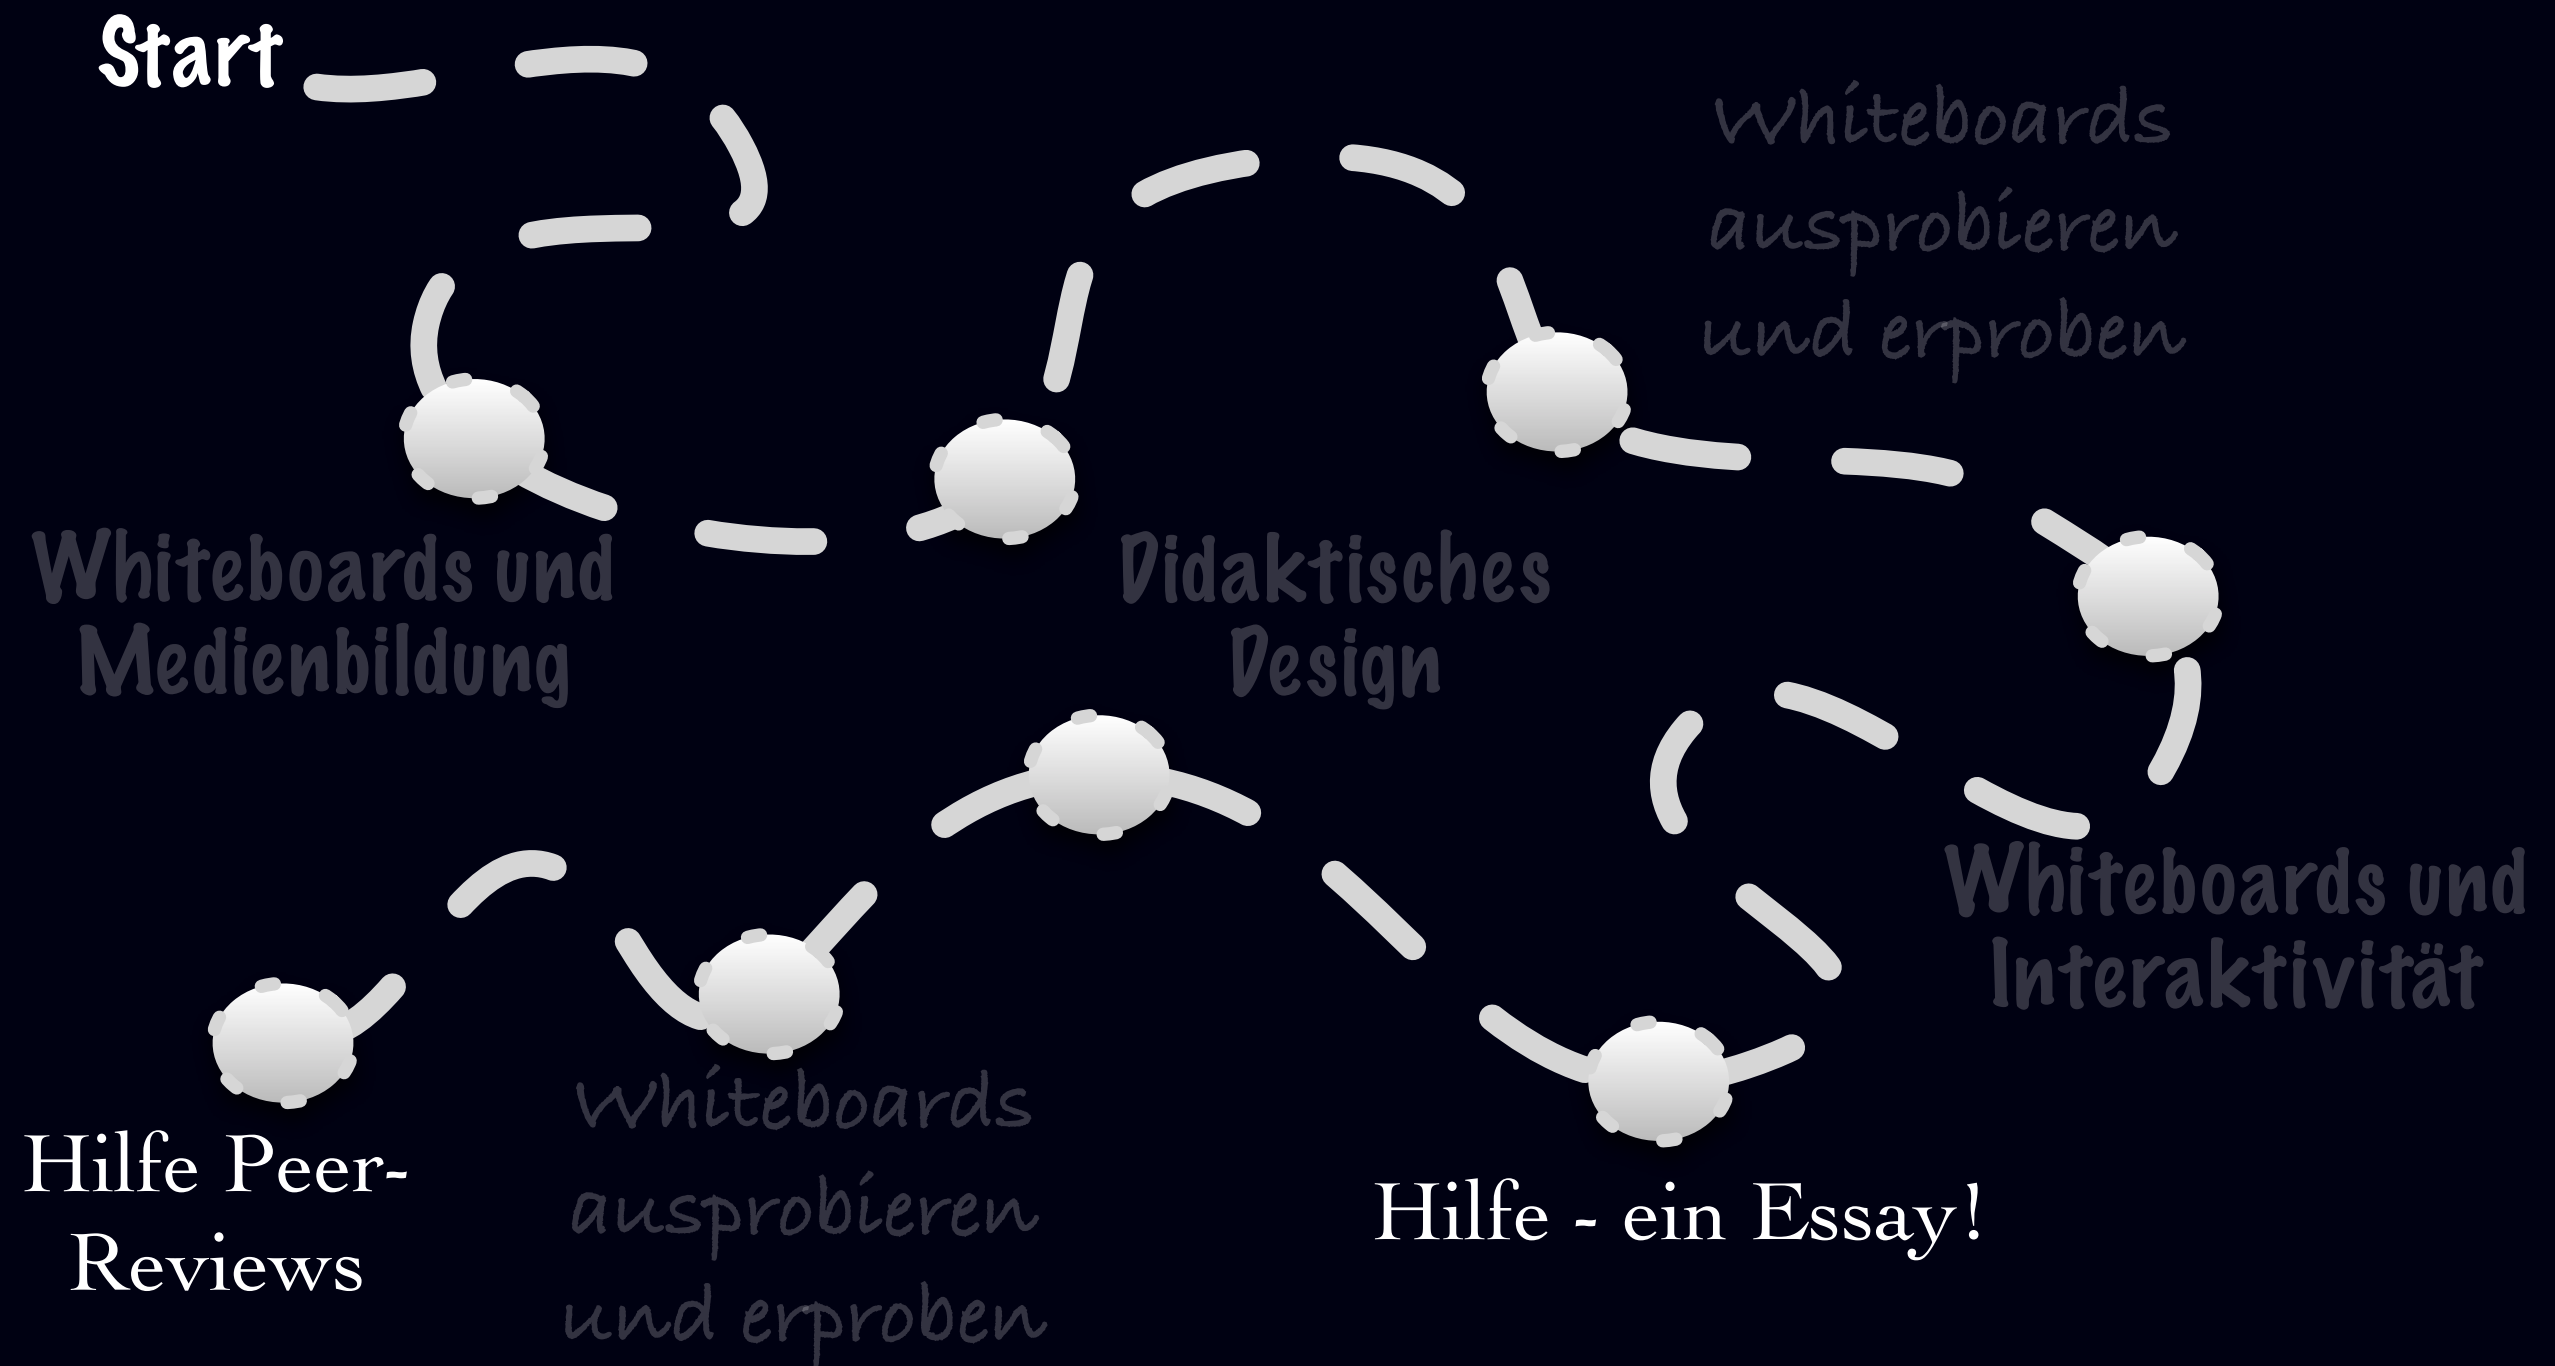 Start
Whiteboards
ausprobieren
und erproben
Whiteboards und
Medienbildung
Didaktisches
Design
Whiteboards und
Interaktivität
Hilfe Peer-
Reviews
Whiteboards
ausprobieren
und erproben
Hilfe - ein Essay!